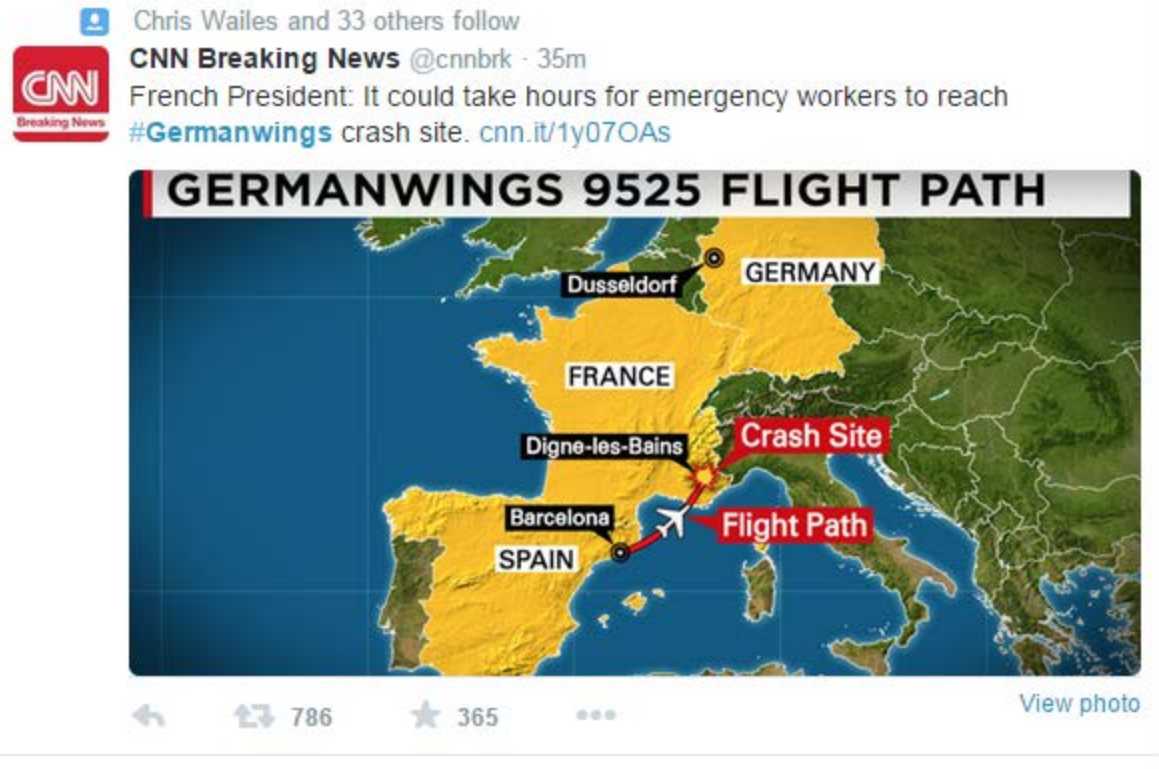 Chris Wailes and 33 others follow
CNN Breaking News @cnnbrk · 35m
CNN
Breaking News
French President: It could take hours for emergency workers to reach
#Germanwings crash site. cnn.it/1y07OAs
GERMANWINGS 9525 FLIGHT PATH
Dusseldorf
GERMANY
FRANCE
Digne-les-Bains
Crash Site
Barcelona
Flight Path
SPAIN
786 365
View photo